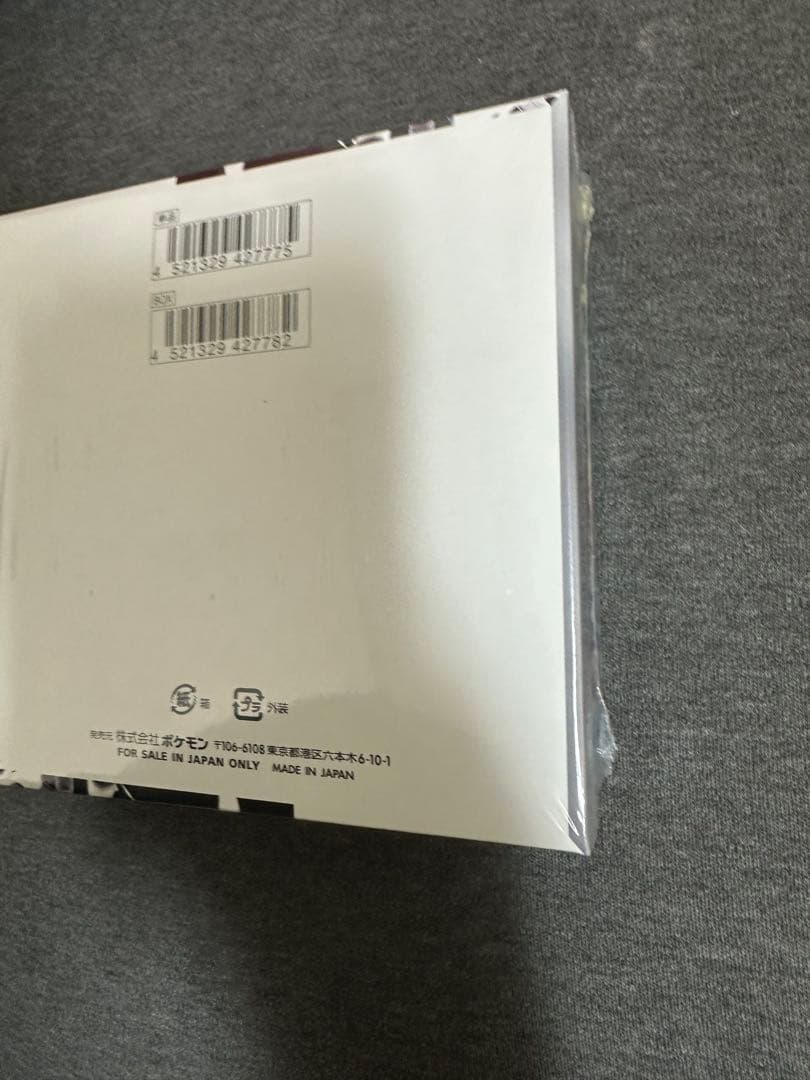 単品
4 521329 427775
BOX
4 521329 427782
紙 箱
プラ 外装
発売元 株式会社 ポケモン 〒106-6108 東京都港区六本木6-10-1
FOR SALE IN JAPAN ONLY MADE IN JAPAN